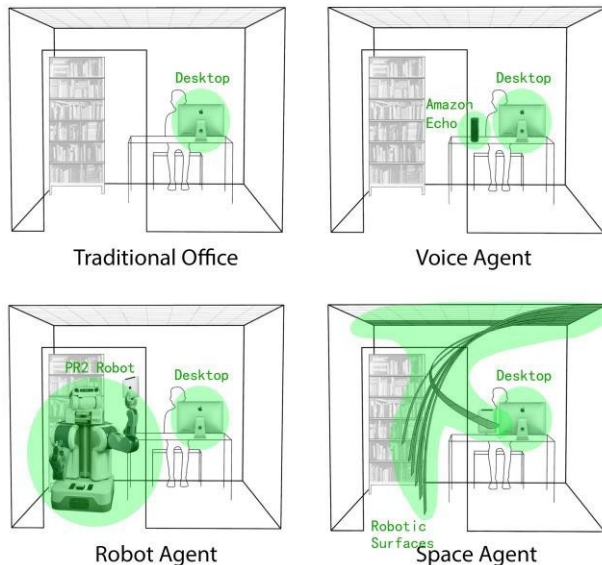 Desktop
Traditional Office
Desktop
Amazon
Echo
Voice Agent
PR2 Robot
Desktop
Robot Agent
Desktop
Robotic
Surfaces
Space Agent